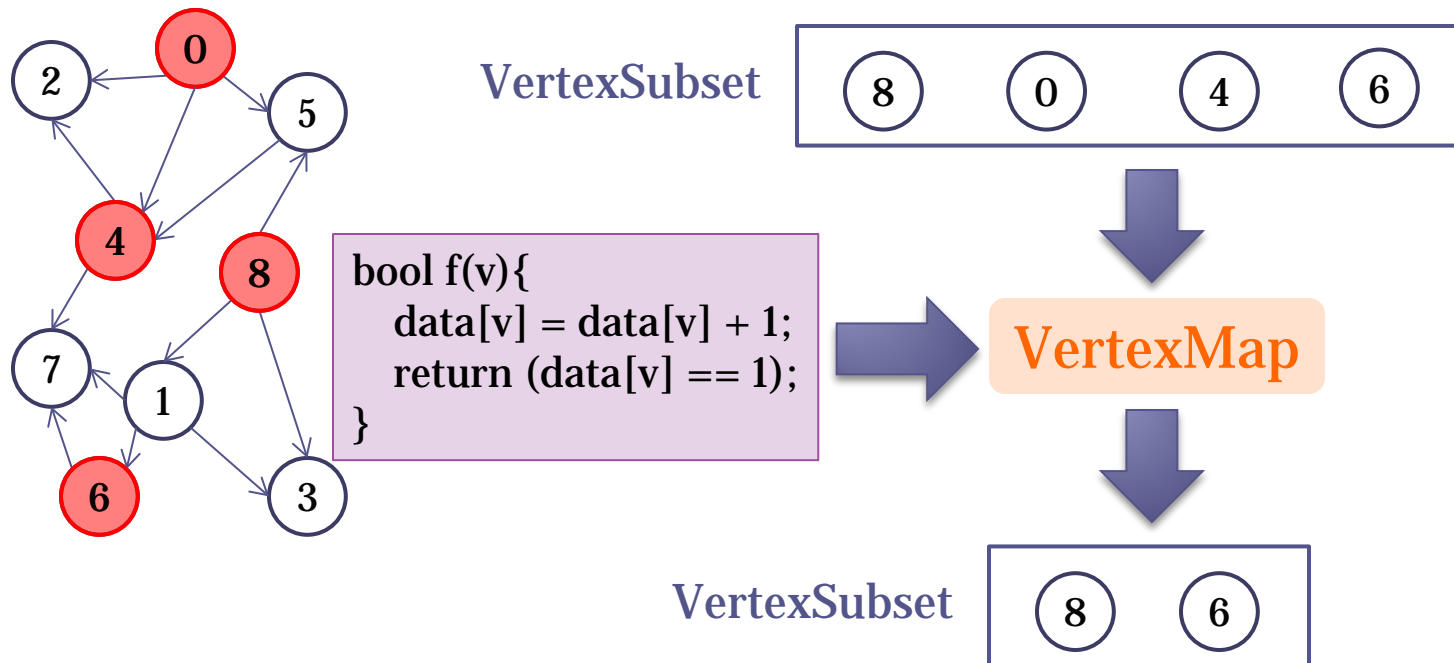 0
2
5
4
8
7
1
6
3
VertexSubset
8 0 4 6
bool f(v){
data[v] = data[v] + 1;
return (data[v] == 1);
}
VertexMap
VertexSubset
8 6